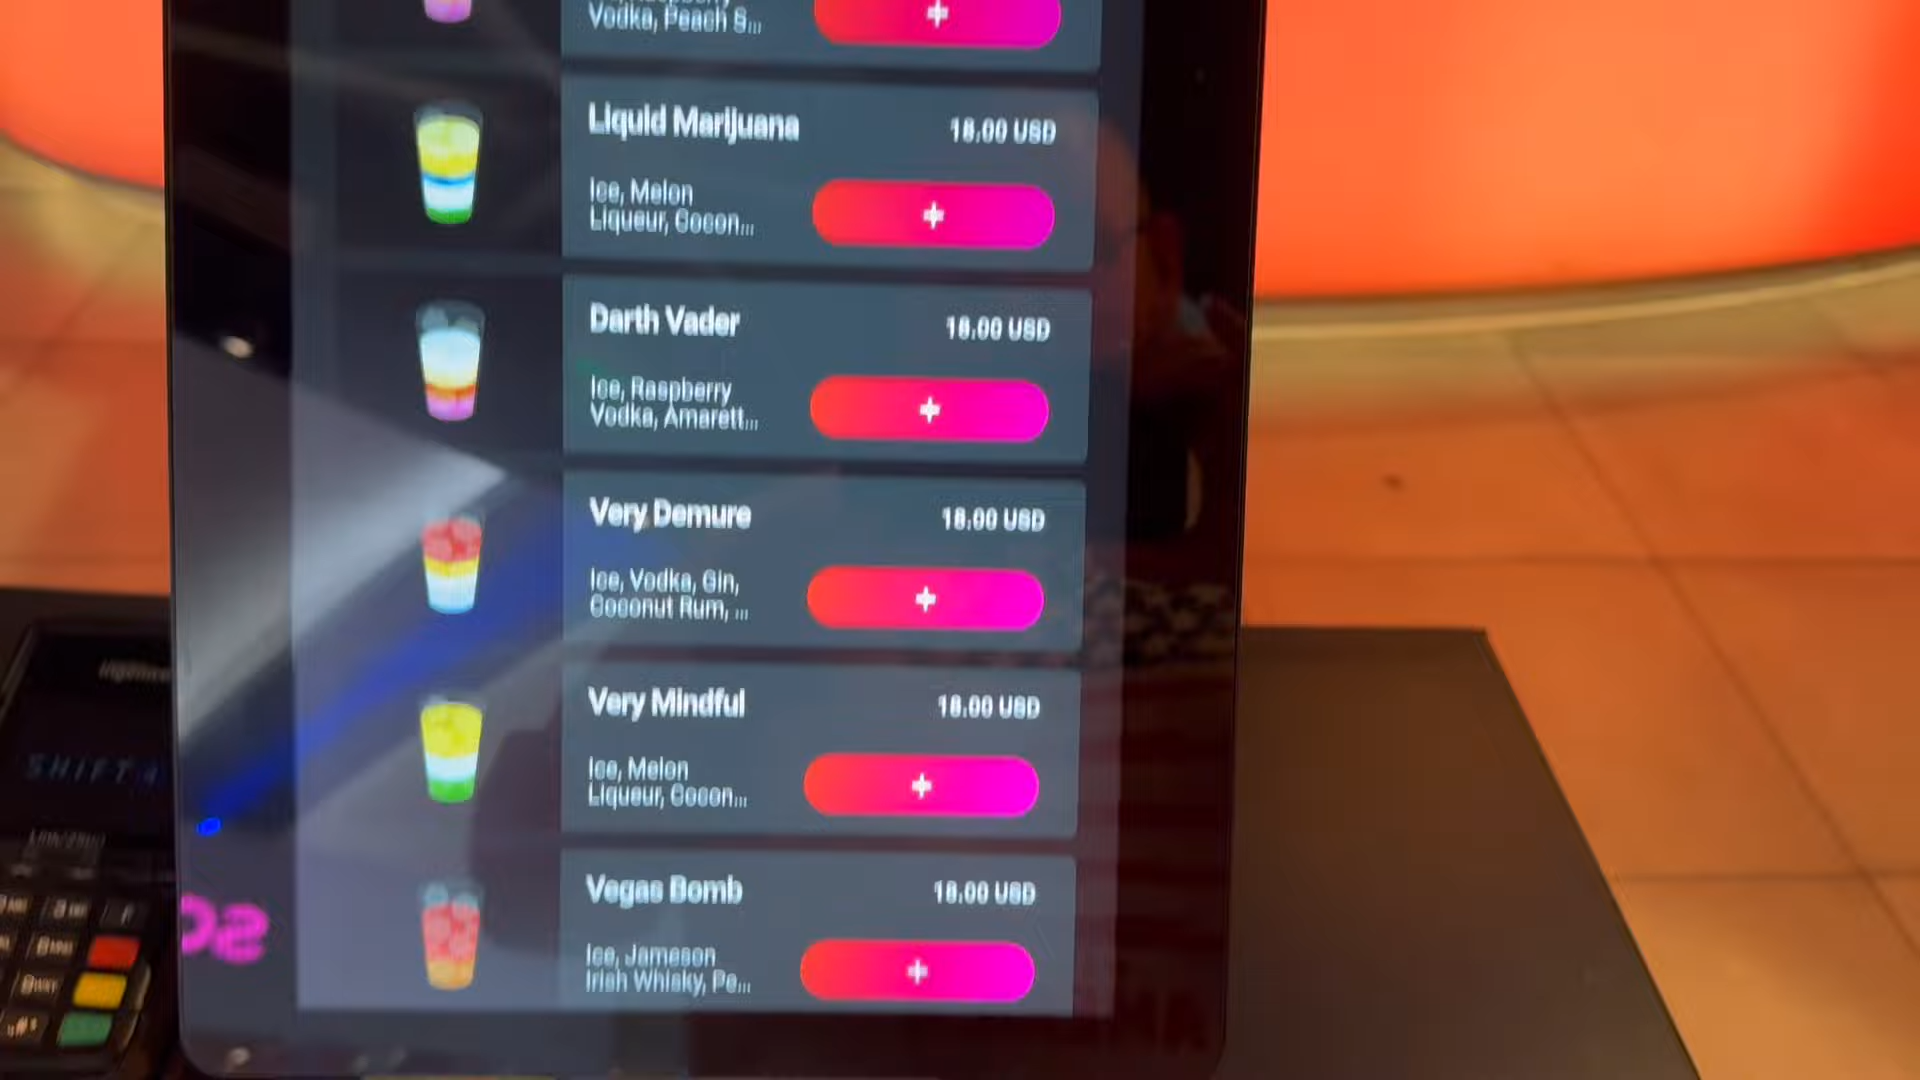 Vodka, Peach S...
Liquid Marijuana
18.00 USD
Ice, Melon
Liqueur, Cocon...
+
Darth Vader
18.00 USD
Ice, Raspberry
Vodka, Amarett...
+
Very Demure
18.00 USD
Ice, Vodka, Gin,
Coconut Rum, ...
+
Very Mindful
18.00 USD
Ice, Melon
Liqueur, Cocon...
+
Vegas Bomb
18.00 USD
Ice, Jameson
Irish Whisky, Pe...
+
SHIFT4